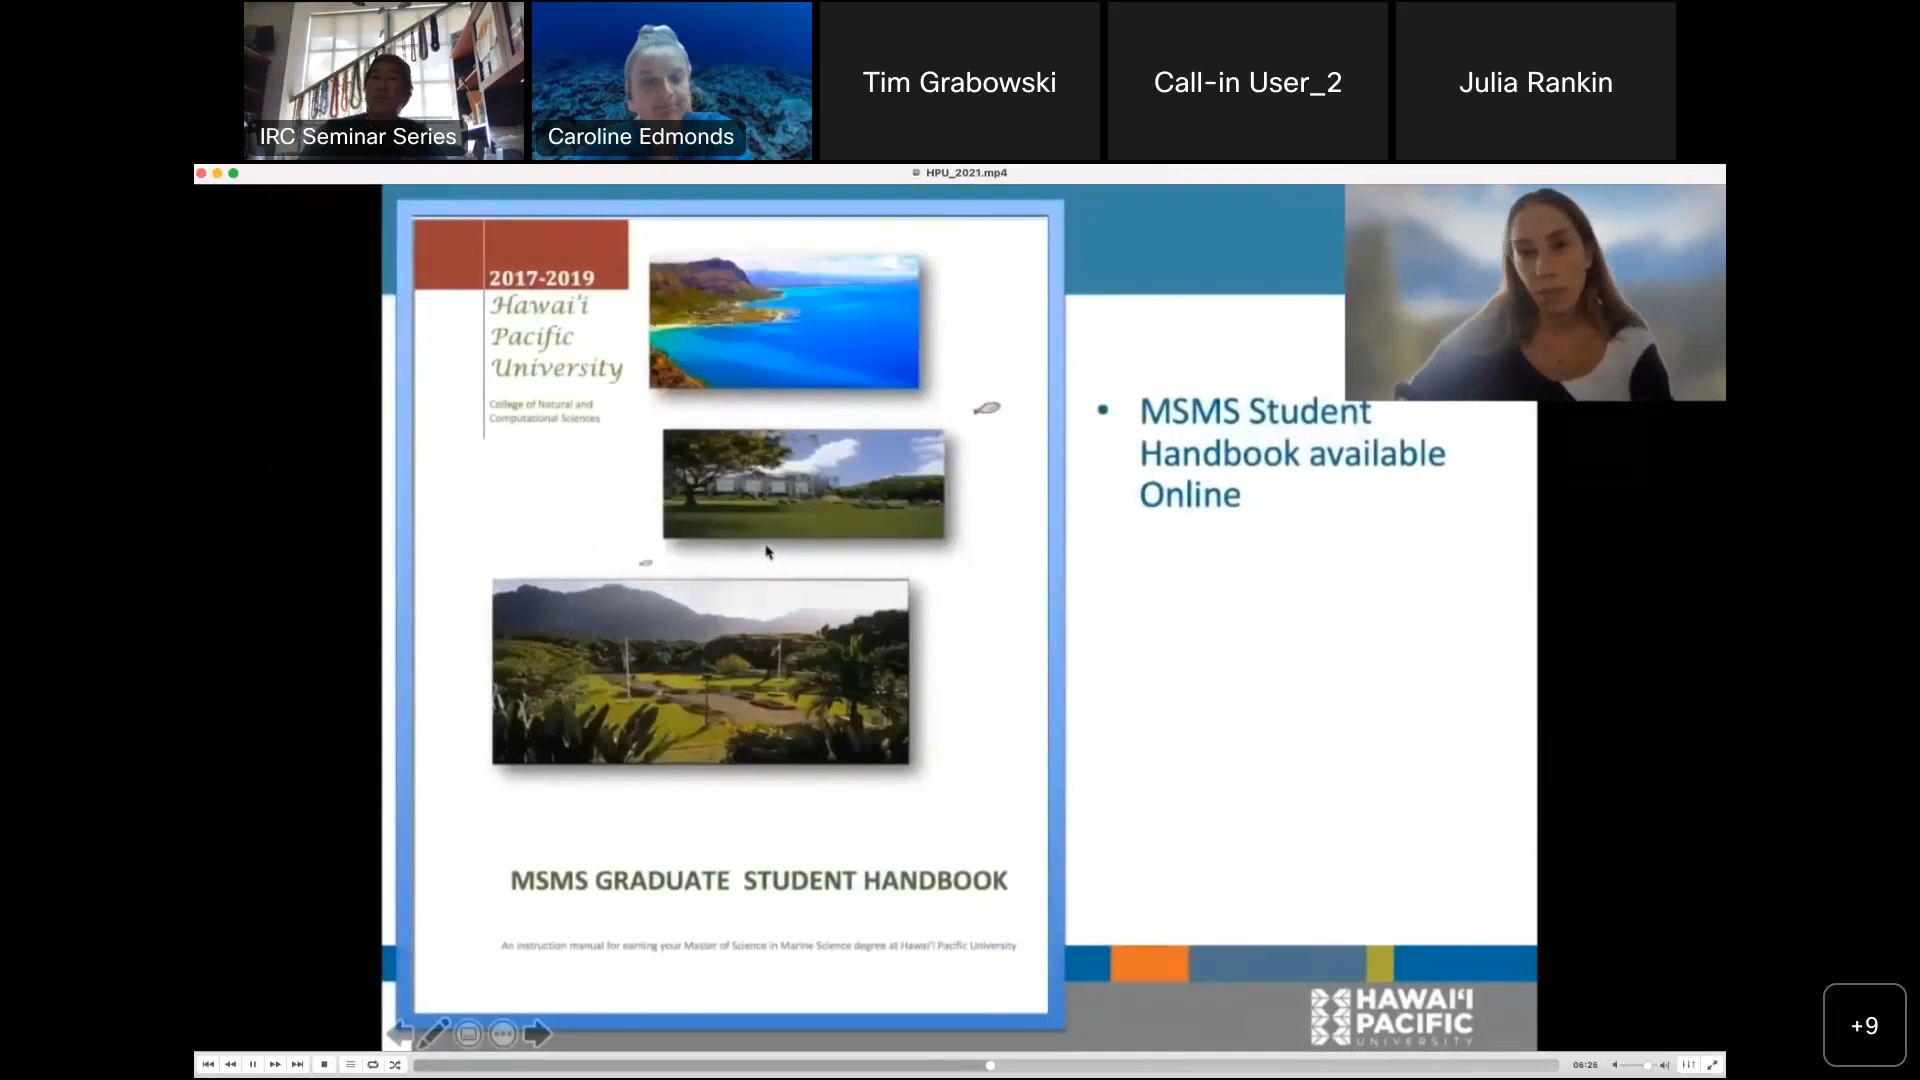 IRC Seminar Series
Caroline Edmonds
Tim Grabowski
Call-in User_2
Julia Rankin
HPU_2021.mp4
2017-2019
Hawai'i
Pacific
University
College of Natural and
Computational Sciences
• MSMS Student
Handbook available
Online
MSMS GRADUATE STUDENT HANDBOOK
An instruction manual for earning your Master of Science in Marine Science degree at Hawai'i Pacific University
HAWAI‘I
PACIFIC
UNIVERSITY
06:26
+9